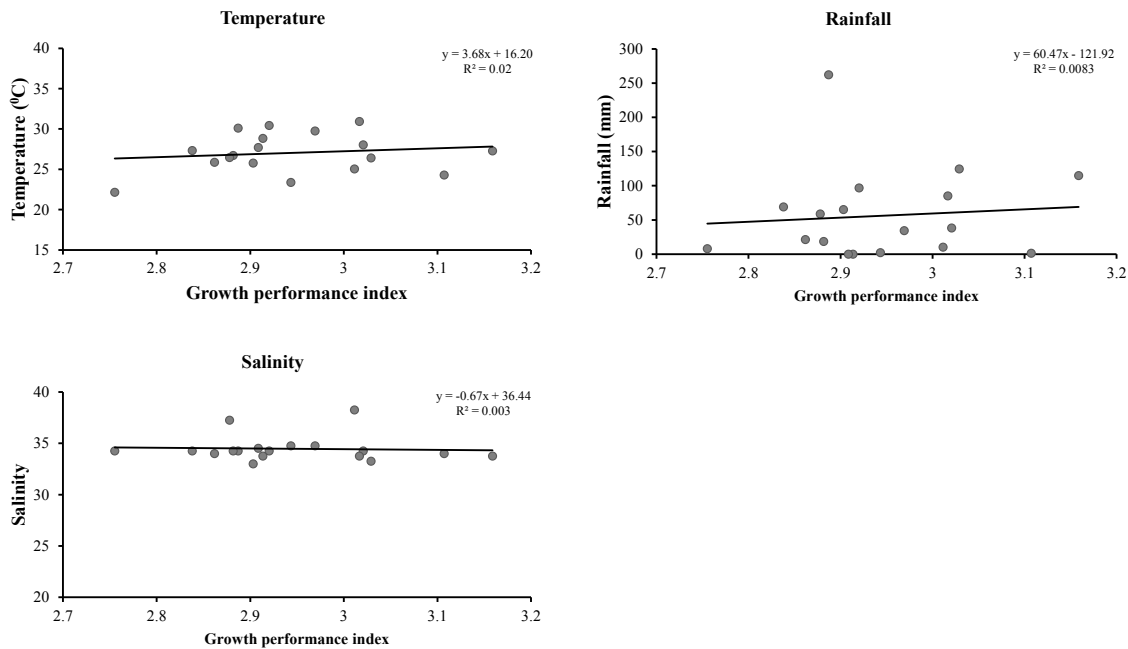 Temperature
y = 3.68x + 16.20
R² = 0.02
40
35
30
25
20
15
Temperature (⁰C)
2.7 2.8 2.9 3 3.1 3.2
Growth performance index
Rainfall
y = 60.47x - 121.92
R² = 0.0083
300
250
200
150
100
50
0
Rainfall (mm)
2.7 2.8 2.9 3 3.1 3.2
Growth performance index
Salinity
y = -0.67x + 36.44
R² = 0.003
40
35
30
25
20
Salinity
2.7 2.8 2.9 3 3.1 3.2
Growth performance index